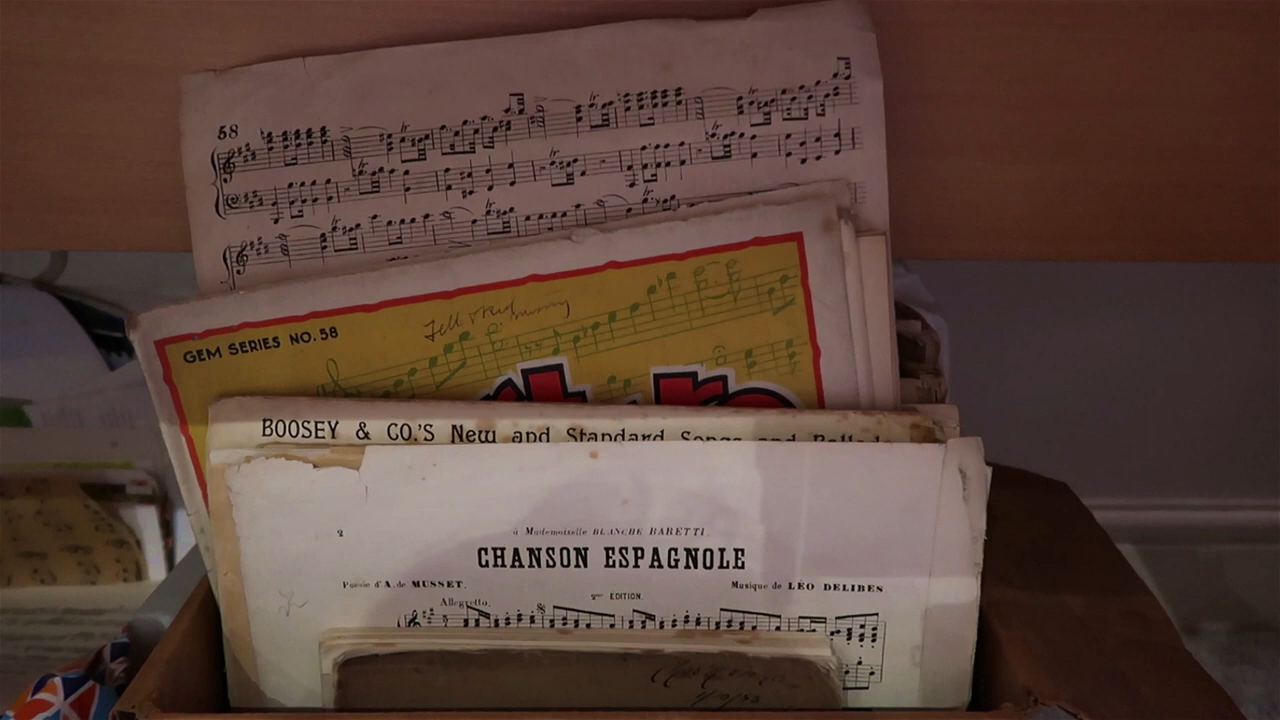 58
GEM SERIES NO. 58
BOOSEY & CO.'S New and Standard Songs and Ballads
2
à Mademoiselle BLANCHE BARETTI.
CHANSON ESPAGNOLE
Poésie d'A. de MUSSET.
Musique de LÉO DELIBES
2me EDITION.
Allegretto.